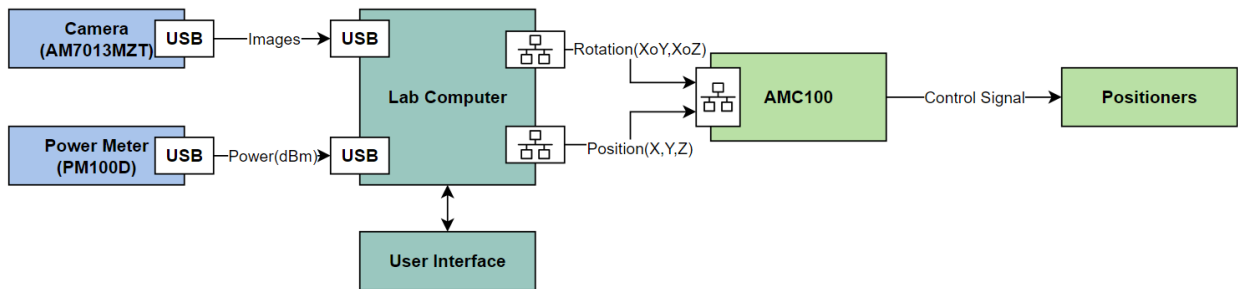 Camera
(AM7013MZT)
USB
Images
USB
Rotation(XoY,XoZ)
Lab Computer
AMC100
Control Signal
Positioners
Power Meter
(PM100D)
USB
Power(dBm)
USB
Position(X,Y,Z)
User Interface